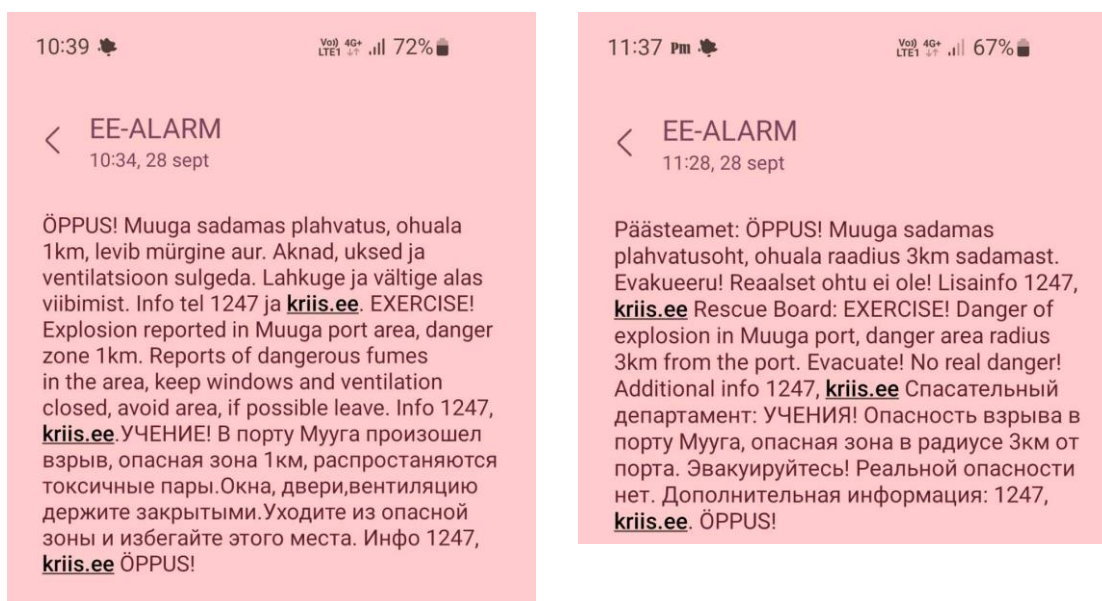 10:39
Vo)) 4G+
LTE1
72%
EE-ALARM
10:34, 28 sept
ÖPPUS! Muuga sadamas plahvatus, ohuala
1km, levib mürgine aur. Aknad, uksed ja
ventilatsioon sulgeda. Lahkuge ja vältige alas
viibimist. Info tel 1247 ja kriis.ee. EXERCISE!
Explosion reported in Muuga port area, danger
zone 1km. Reports of dangerous fumes
in the area, keep windows and ventilation
closed, avoid area, if possible leave. Info 1247,
kriis.ee.УЧЕНИЕ! В порту Мууга произошел
взрыв, опасная зона 1км, распростаняются
токсичные пары.Окна, двери,вентиляцию
держите закрытыми.Уходите из опасной
зоны и избегайте этого места. Инфо 1247,
kriis.ee ÖPPUS!
11:37 Pm
Vo)) 4G+
LTE1
67%
EE-ALARM
11:28, 28 sept
Päästeamet: ÖPPUS! Muuga sadamas
plahvatusoht, ohuala raadius 3km sadamast.
Evakueeru! Reaalset ohtu ei ole! Lisainfo 1247,
kriis.ee Rescue Board: EXERCISE! Danger of
explosion in Muuga port, danger area radius
3km from the port. Evacuate! No real danger!
Additional info 1247, kriis.ee Спасательный
департамент: УЧЕНИЯ! Опасность взрыва в
порту Мууга, опасная зона в радиусе 3км от
порта. Эвакуируйтесь! Реальной опасности
нет. Дополнительная информация: 1247,
kriis.ee. ÖPPUS!